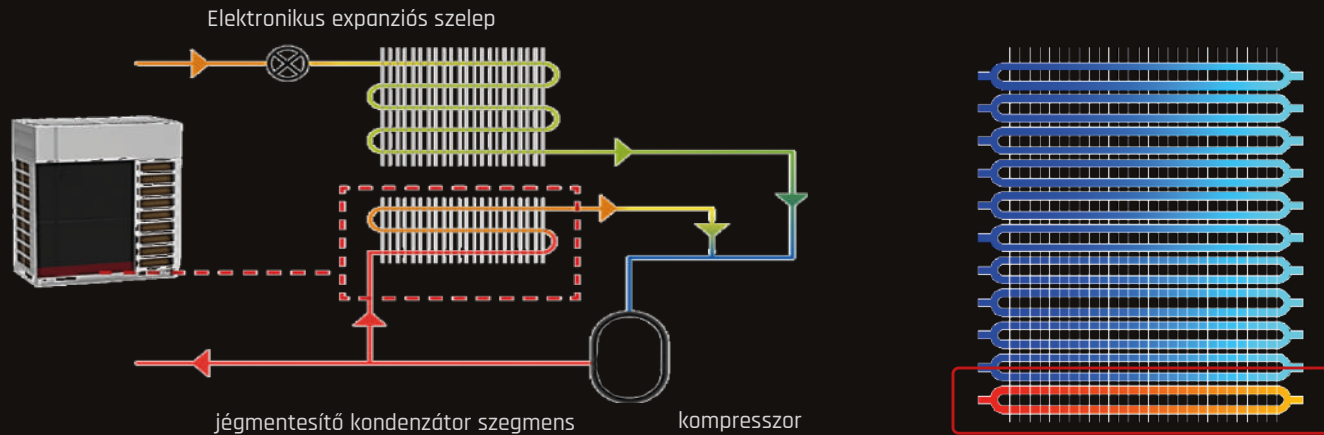 Elektronikus expanziós szelep
jégmentesítő kondenzátor szegmens
kompresszor